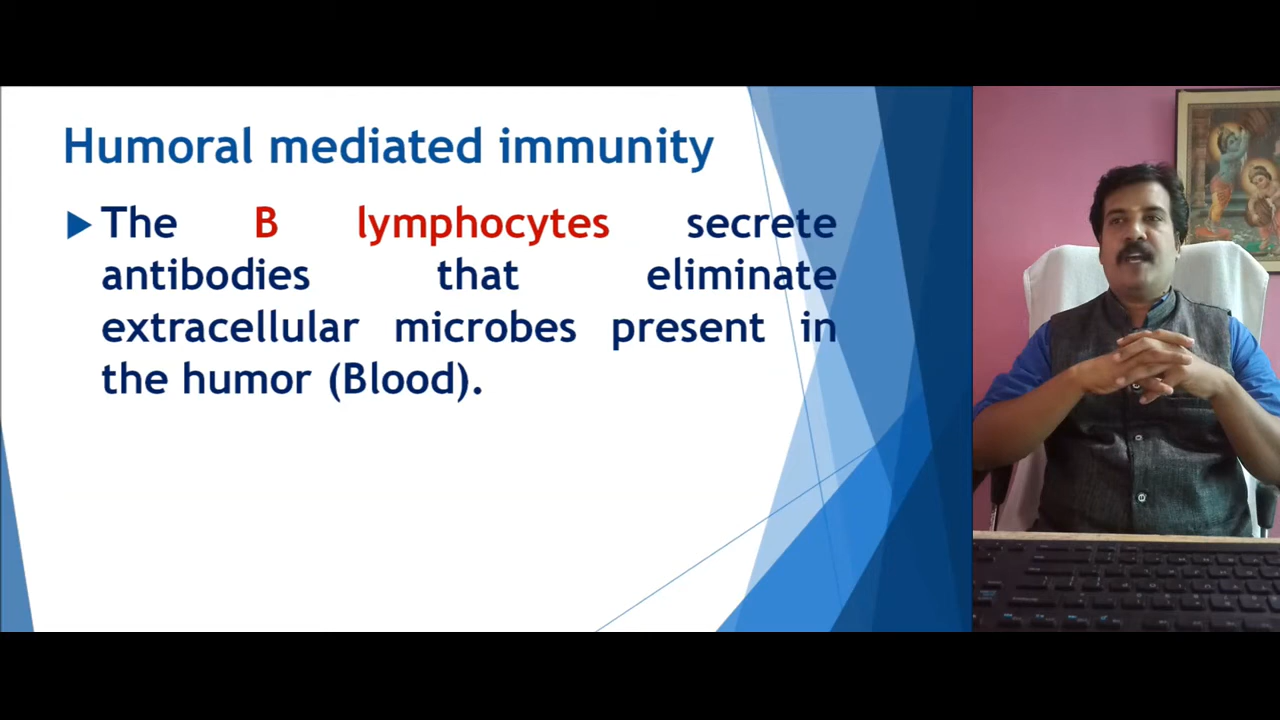 Humoral mediated immunity
The B lymphocytes secrete
antibodies that eliminate
extracellular microbes present in
the humor (Blood).